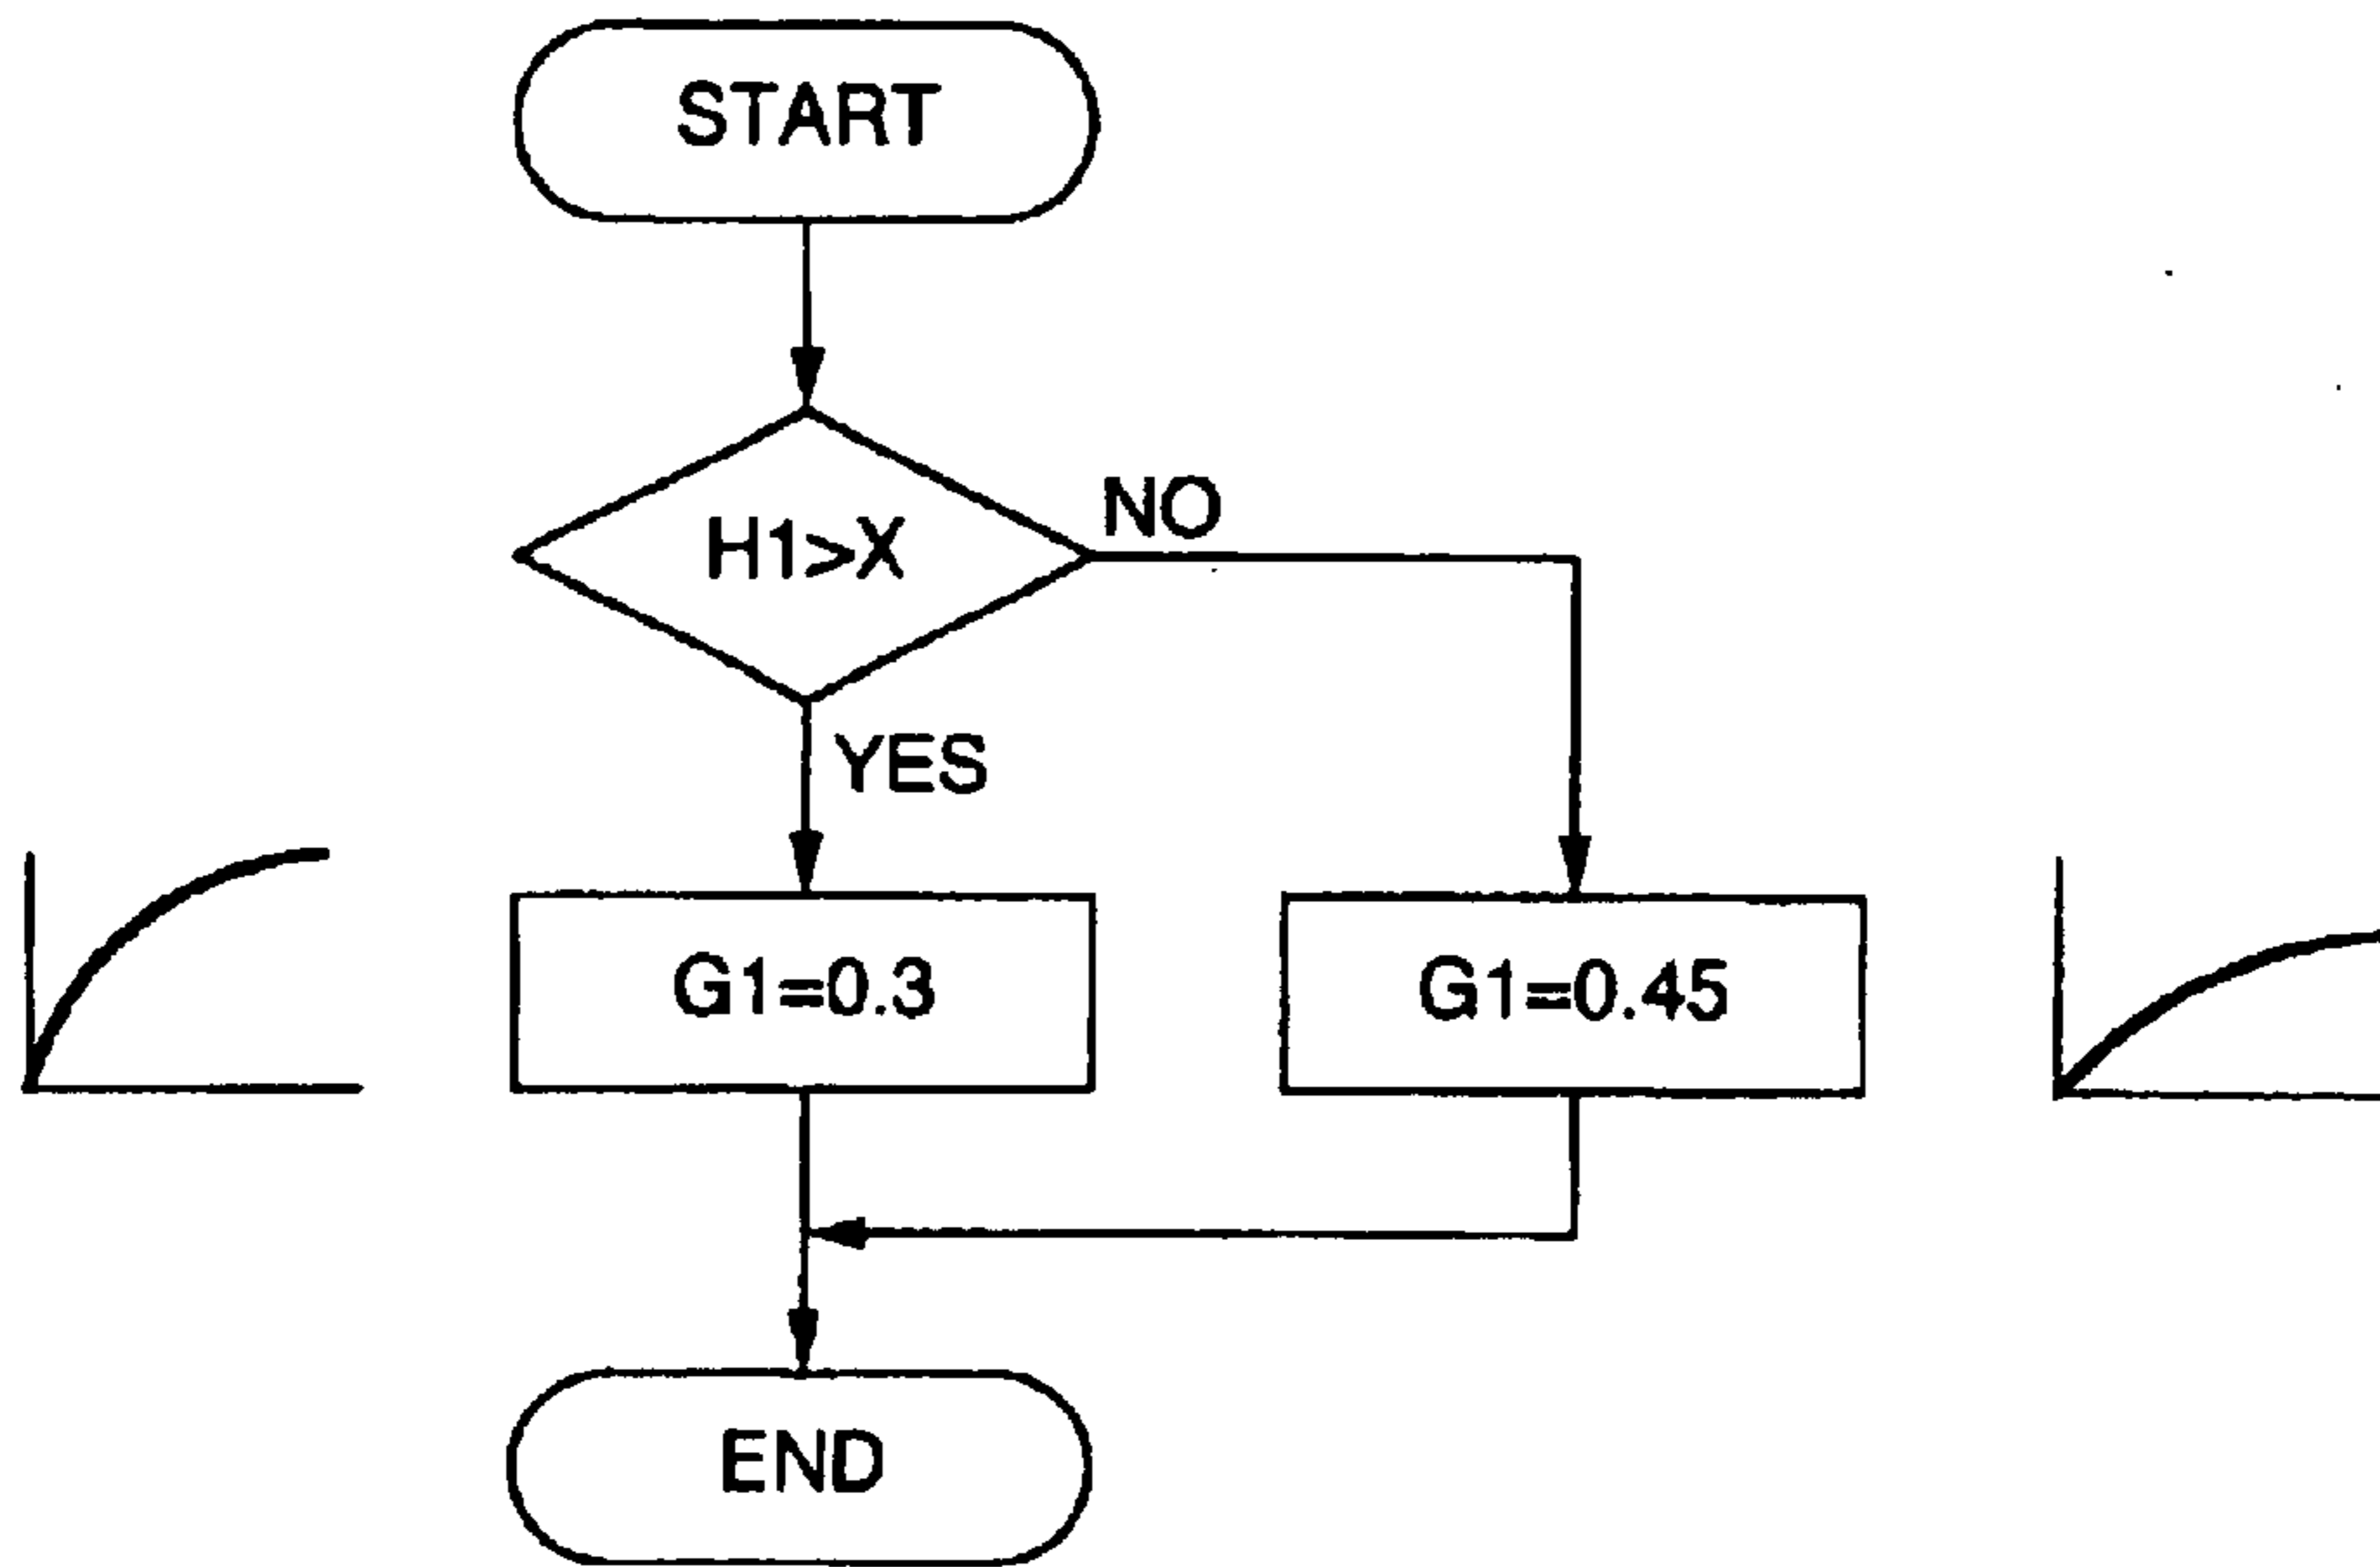 START
H1>X
NO
YES
G1=0.3
G1=0.45
END